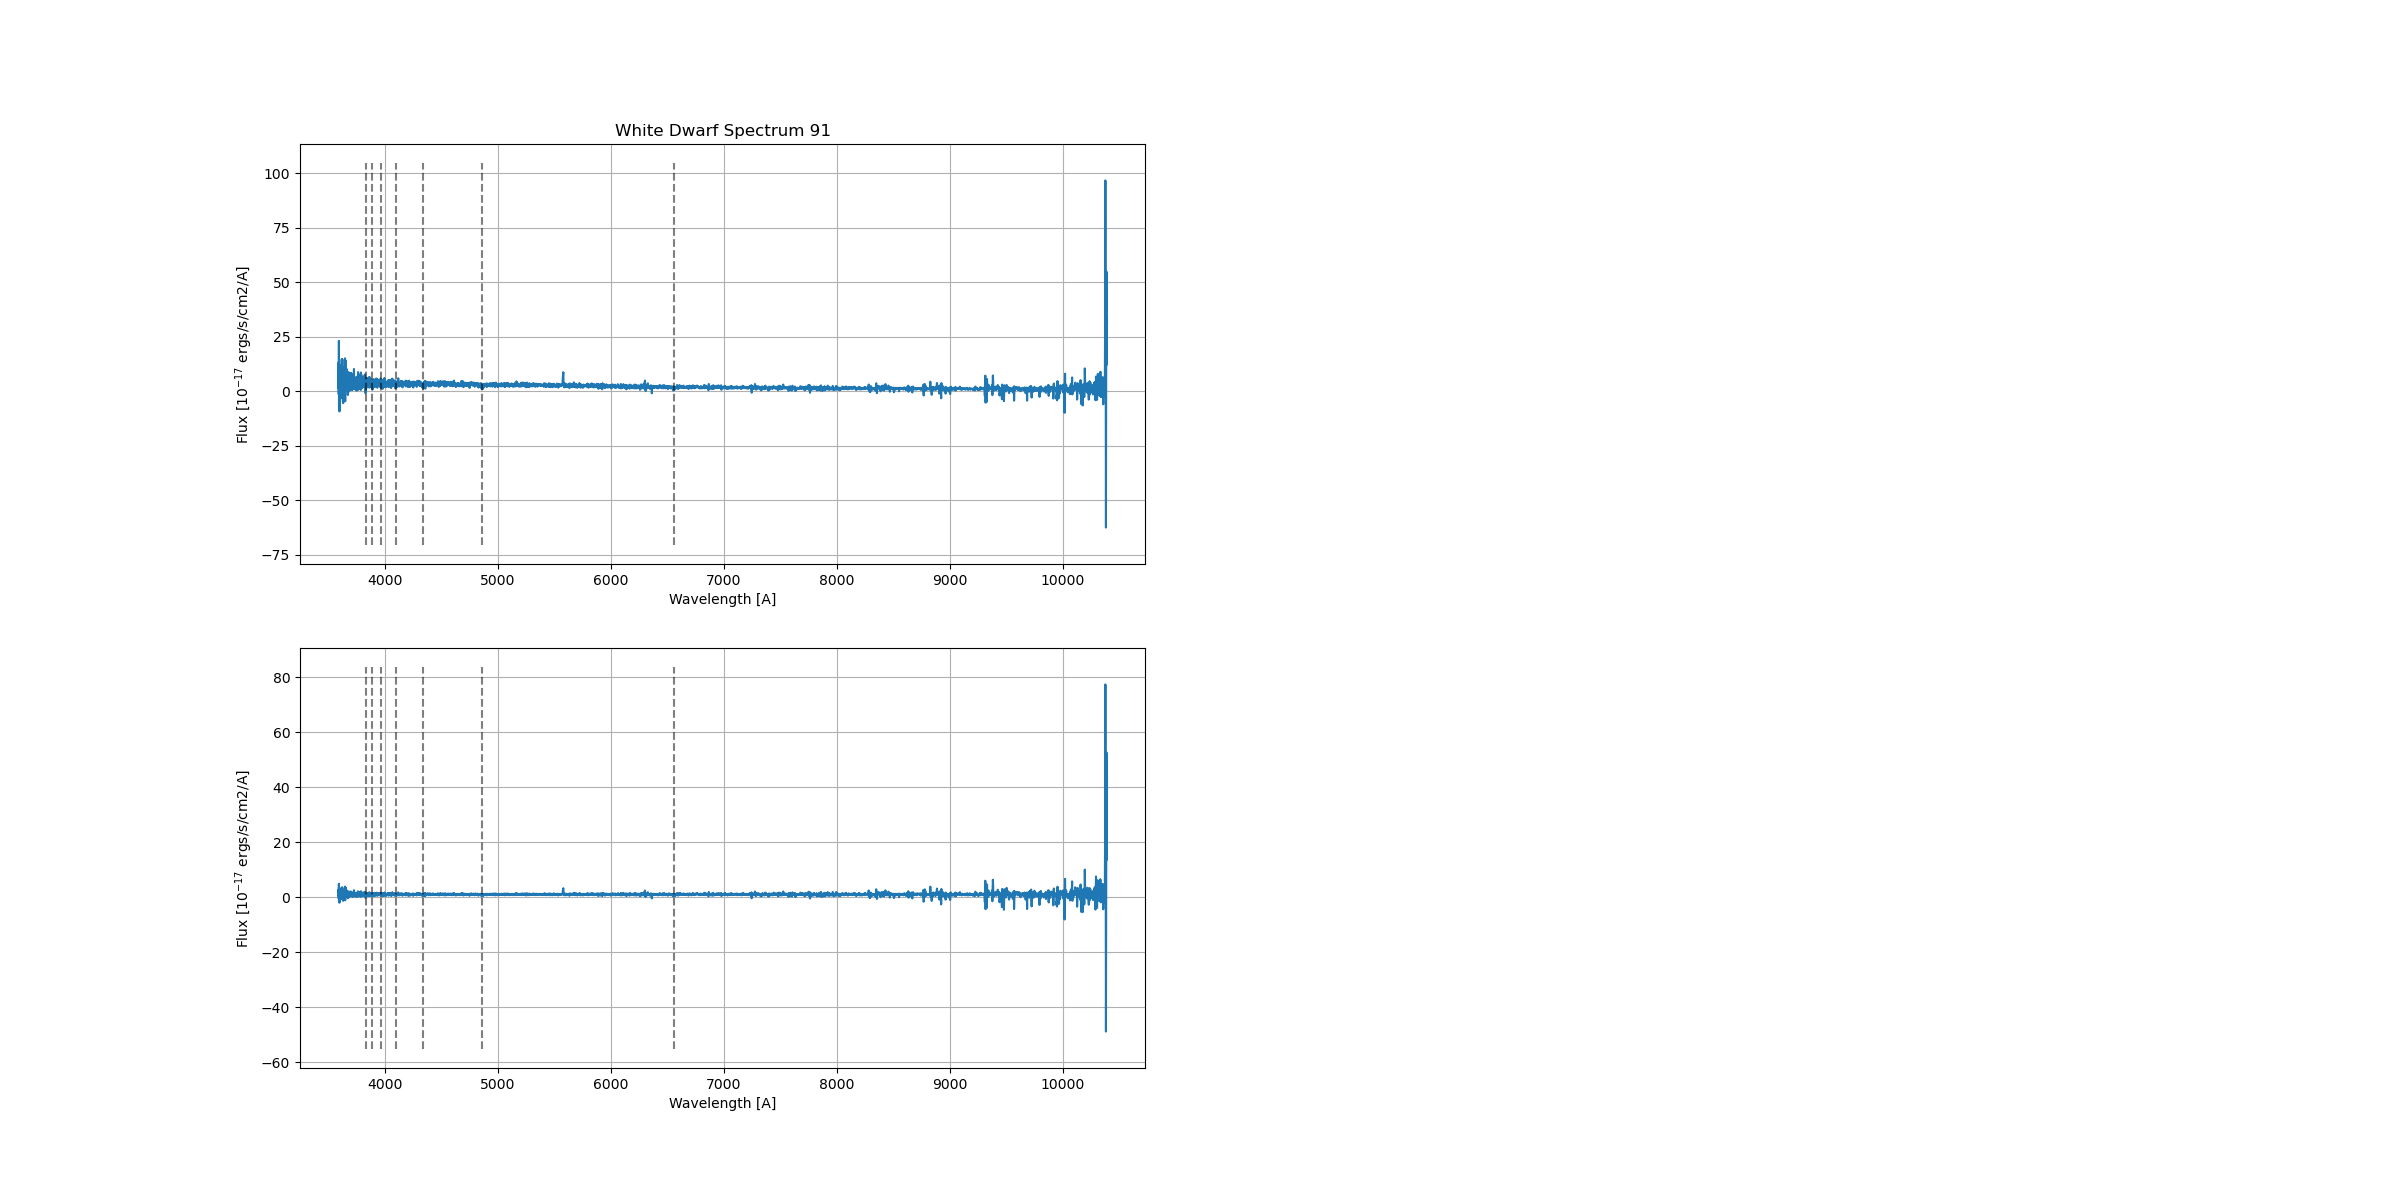 White Dwarf Spectrum 91
100
75
50
25
0
−25
−50
−75
Flux [10⁻¹⁷ ergs/s/cm2/A]
4000 5000 6000 7000 8000 9000 10000
Wavelength [A]
80
60
40
20
0
−20
−40
−60
Flux [10⁻¹⁷ ergs/s/cm2/A]
4000 5000 6000 7000 8000 9000 10000
Wavelength [A]